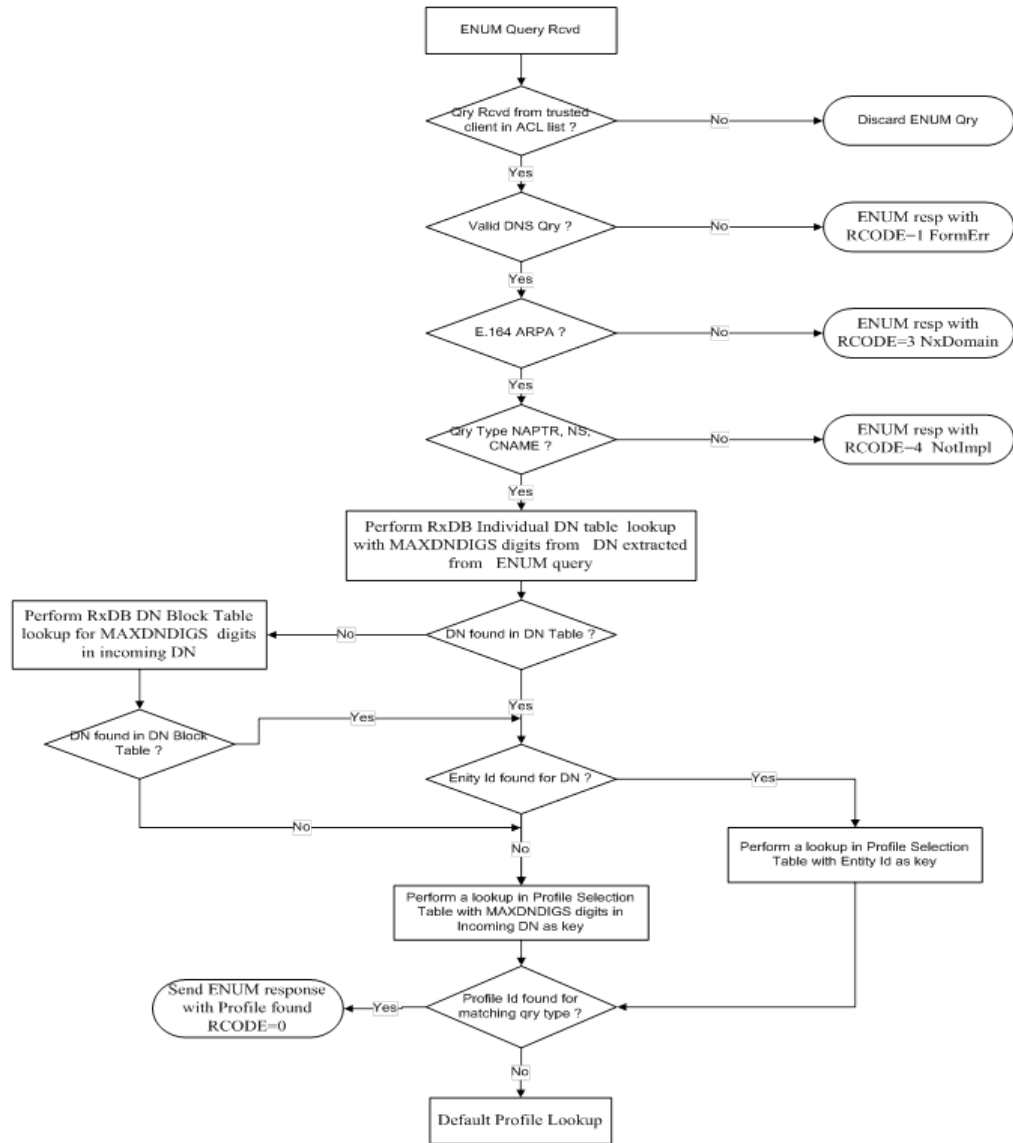 ENUM Query Rcvd
Qry Rcvd from trusted
client in ACL list ?
No
Discard ENUM Qry
Yes
Valid DNS Qry ?
No
ENUM resp with
RCODE=1 FormErr
Yes
E.164 ARPA ?
No
ENUM resp with
RCODE=3 NxDomain
Yes
Qry Type NAPTR, NS,
CNAME ?
No
ENUM resp with
RCODE=4 NotImpl
Yes
Perform RxDB Individual DN table lookup
with MAXDNDIGS digits from DN extracted
from ENUM query
Perform RxDB DN Block Table
lookup for MAXDNDIGS digits
in incoming DN
No
DN found in DN Table ?
Yes
Yes
DN found in DN Block
Table ?
Enity Id found for DN ?
Yes
No
No
Perform a lookup in Profile Selection
Table with Entity Id as key
Perform a lookup in Profile Selection
Table with MAXDNDIGS digits in
Incoming DN as key
Send ENUM response
with Profile found
RCODE=0
Yes
Profile Id found for
matching qry type ?
No
Default Profile Lookup